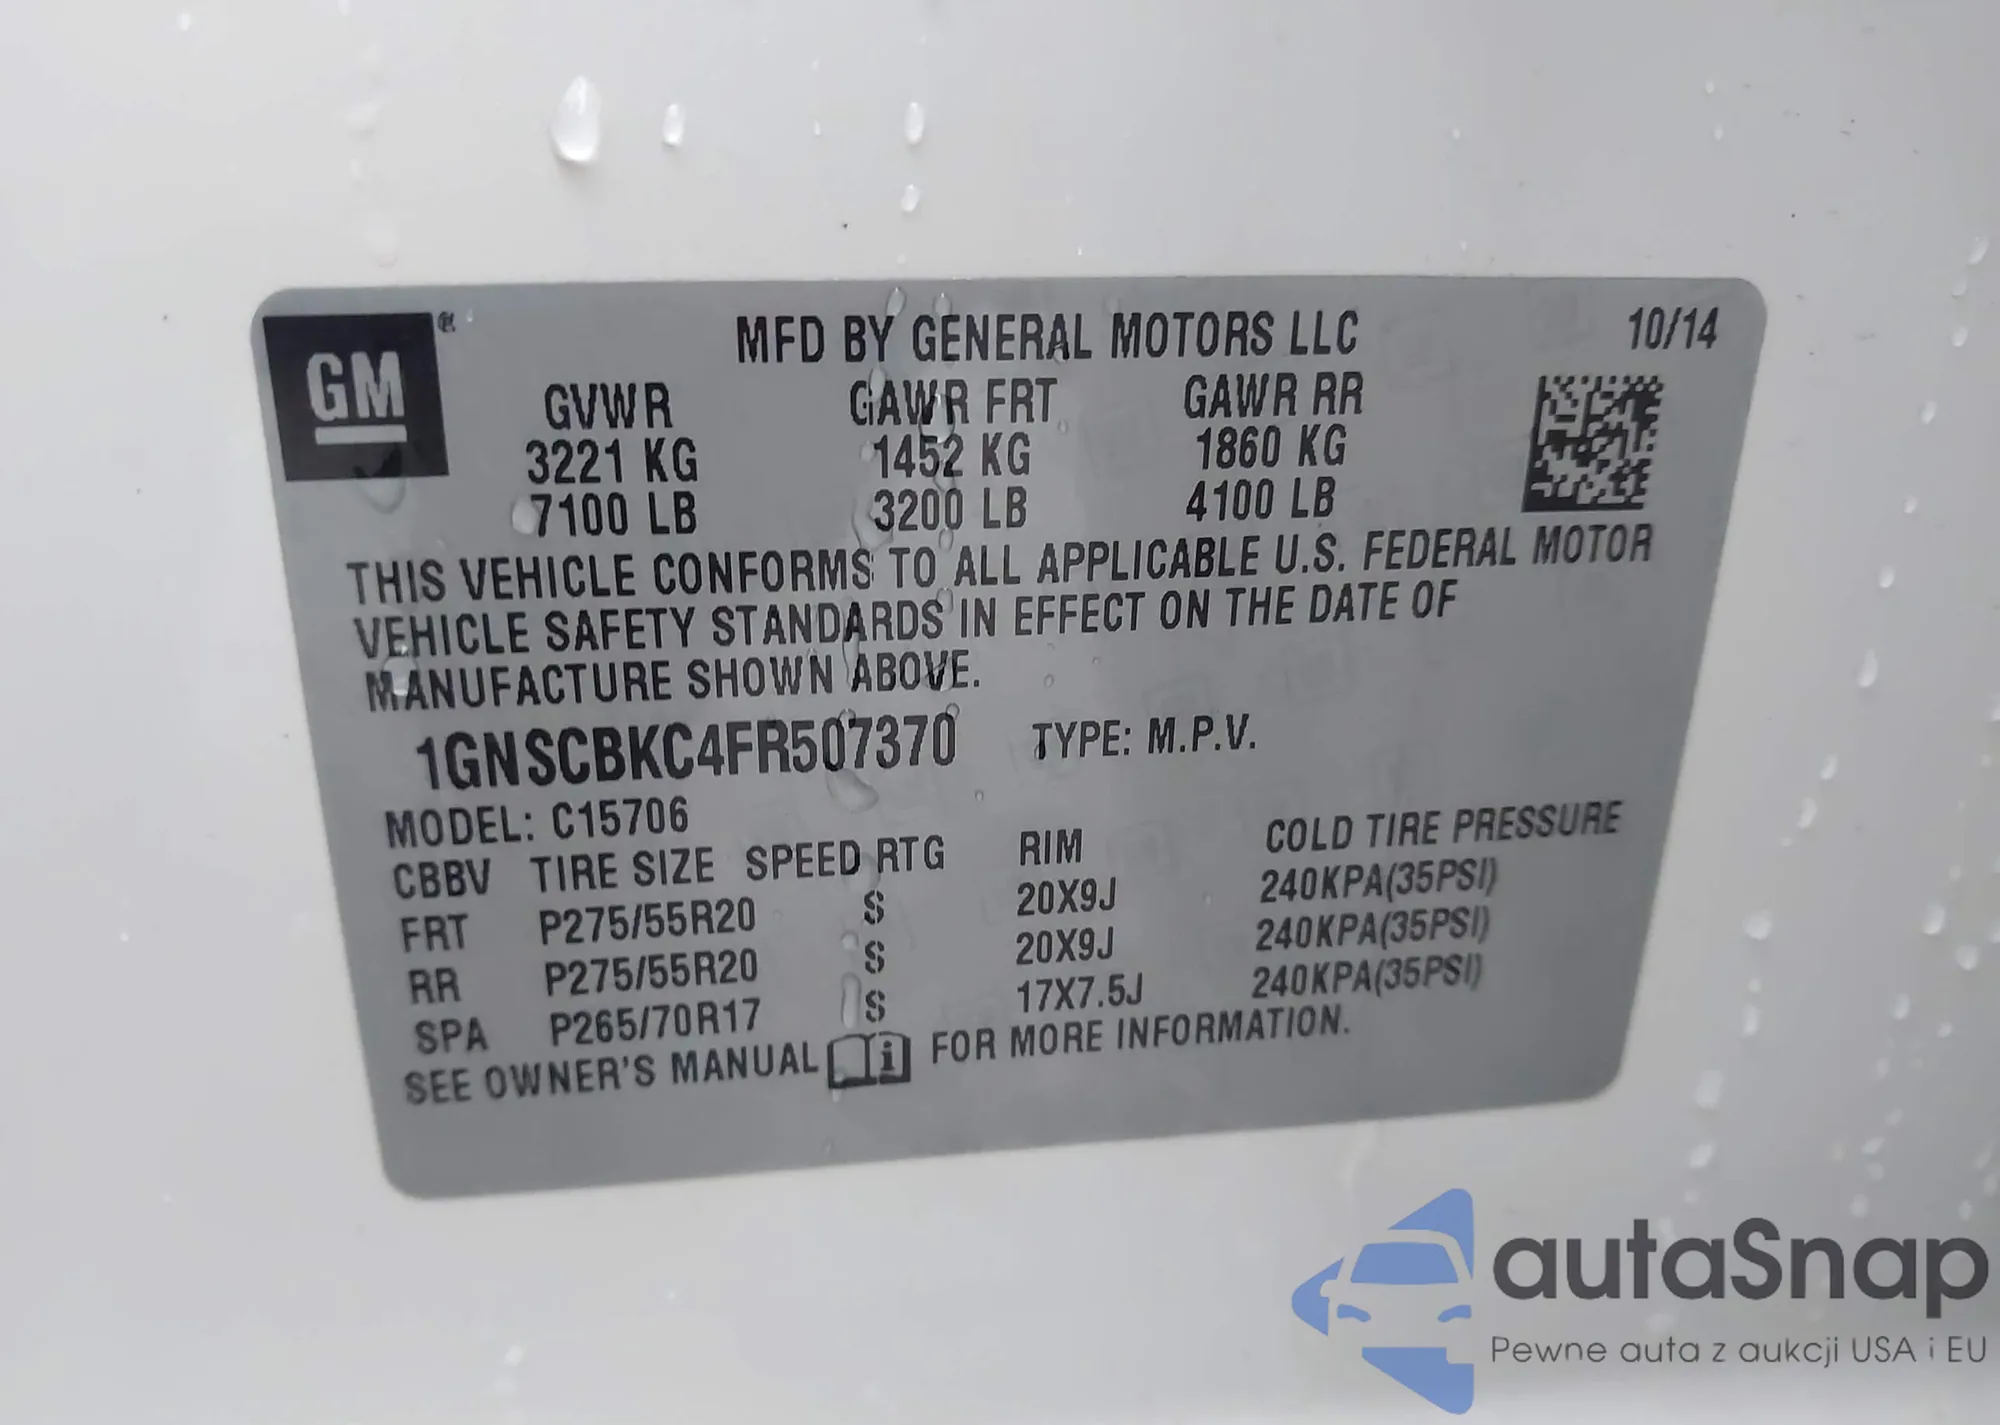 GM
MFD BY GENERAL MOTORS LLC 10/14
GVWR GAWR FRT GAWR RR
3221 KG 1452 KG 1860 KG
7100 LB 3200 LB 4100 LB
THIS VEHICLE CONFORMS TO ALL APPLICABLE U.S. FEDERAL MOTOR
VEHICLE SAFETY STANDARDS IN EFFECT ON THE DATE OF
MANUFACTURE SHOWN ABOVE.
1GNSCBKC4FR507370 TYPE: M.P.V.
MODEL: C15706
CBBV TIRE SIZE SPEED RTG RIM COLD TIRE PRESSURE
FRT P275/55R20 S 20X9J 240KPA(35PSI)
RR P275/55R20 S 20X9J 240KPA(35PSI)
SPA P265/70R17 S 17X7.5J 240KPA(35PSI)
SEE OWNER'S MANUAL i FOR MORE INFORMATION.
autaSnap
Pewne auta z aukcji USA i EU